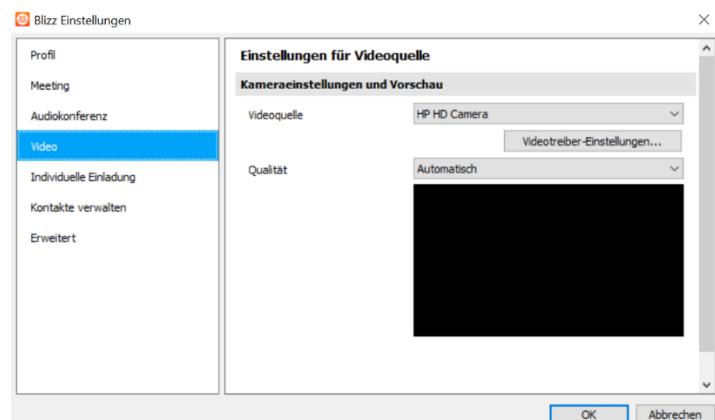 Blizz Einstellungen
Profil
Meeting
Audiokonferenz
Video
Individuelle Einladung
Kontakte verwalten
Erweitert
Einstellungen für Videoquelle
Kameraeinstellungen und Vorschau
Videoquelle HP HD Camera
Videotreiber-Einstellungen...
Qualität Automatisch
OK Abbrechen